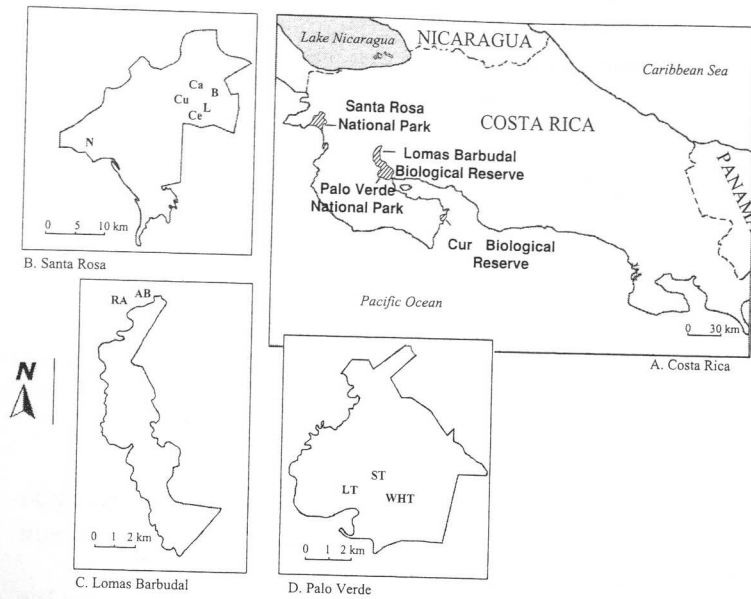 Ca
B
Cu
L
Ce
N
0 5 10 km
B. Santa Rosa
Lake Nicaragua
NICARAGUA
Caribbean Sea
Santa Rosa
National Park
COSTA RICA
Lomas Barbudal
Biological Reserve
Palo Verde
National Park
PANAMA
Cur Biological
Reserve
Pacific Ocean
0 30 km
A. Costa Rica
RA
AB
N
0 1 2 km
C. Lomas Barbudal
ST
LT
WHT
0 1 2 km
D. Palo Verde